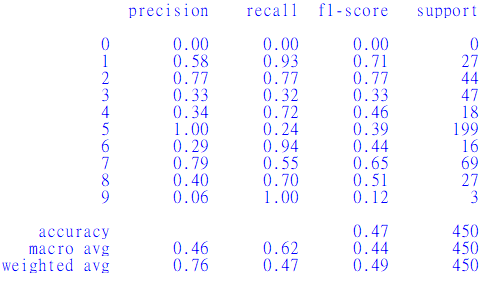 precision recall f1-score support
0 0.00 0.00 0.00 0
1 0.58 0.93 0.71 27
2 0.77 0.77 0.77 44
3 0.33 0.32 0.33 47
4 0.34 0.72 0.46 18
5 1.00 0.24 0.39 199
6 0.29 0.94 0.44 16
7 0.79 0.55 0.65 69
8 0.40 0.70 0.51 27
9 0.06 1.00 0.12 3
accuracy 0.47 450
macro avg 0.46 0.62 0.44 450
weighted avg 0.76 0.47 0.49 450